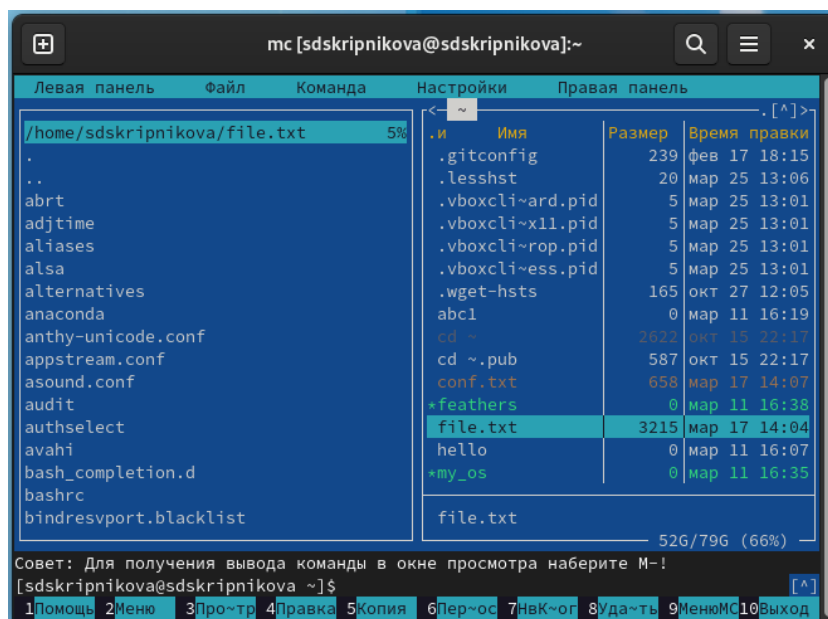 mc [sdskripnikova@sdskripnikova]:~
Левая панель Файл Команда Настройки Правая панель
<─ ~ .[^]>
/home/sdskripnikova/file.txt 5%
.
..
abrt
adjtime
aliases
alsa
alternatives
anaconda
anthy-unicode.conf
appstream.conf
asound.conf
audit
authselect
avahi
bash_completion.d
bashrc
bindresvport.blacklist
.и Имя Размер Время правки
.gitconfig 239 фев 17 18:15
.lesshst 20 мар 25 13:06
.vboxcli~ard.pid 5 мар 25 13:01
.vboxcli~x11.pid 5 мар 25 13:01
.vboxcli~rop.pid 5 мар 25 13:01
.vboxcli~ess.pid 5 мар 25 13:01
.wget-hsts 165 окт 27 12:05
abc1 0 мар 11 16:19
cd ~ 2622 окт 15 22:17
cd ~.pub 587 окт 15 22:17
conf.txt 658 мар 17 14:07
*feathers 0 мар 11 16:38
file.txt 3215 мар 17 14:04
hello 0 мар 11 16:07
*my_os 0 мар 11 16:35
file.txt
52G/79G (66%)
Совет: Для получения вывода команды в окне просмотра наберите M-!
[sdskripnikova@sdskripnikova ~]$ [^]
1Помощь 2Меню 3Про~тр 4Правка 5Копия 6Пер~ос 7НвК~ог 8Уда~ть 9МенюMC 10Выход